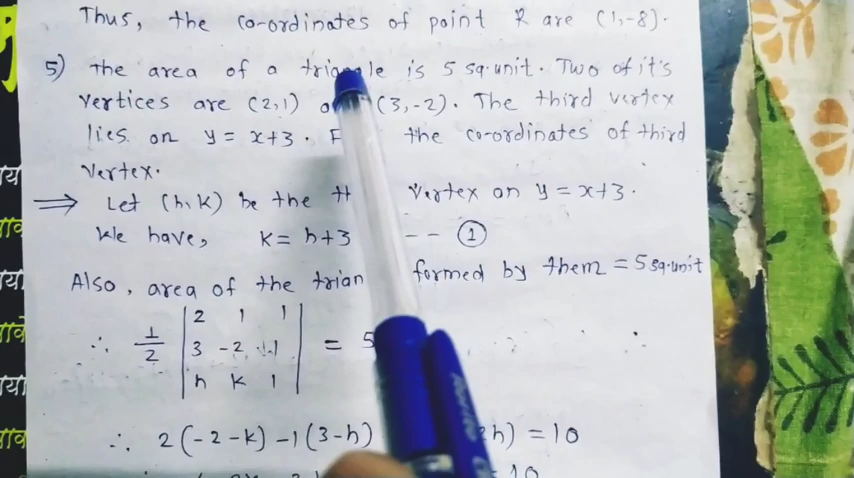 Thus, the co-ordinates of point R are (1,-8).
5) The area of a triangle is 5 sq.unit. Two of it's
vertices are (2,1) (3,-2). The third vertex
lies on y = x+3. the co-ordinates of third
vertex.
⇒ Let (h,k) be the vertex on y = x+3.
We have, k = h+3 -- ①
Also, area of the trian formed by them = 5 sq.unit
∴ 1/2 | 2 1 1 |
| 3 -2 1 | = 5
| h k 1 |
∴ 2(-2-k) -1(3-h) 2h) = 10
10